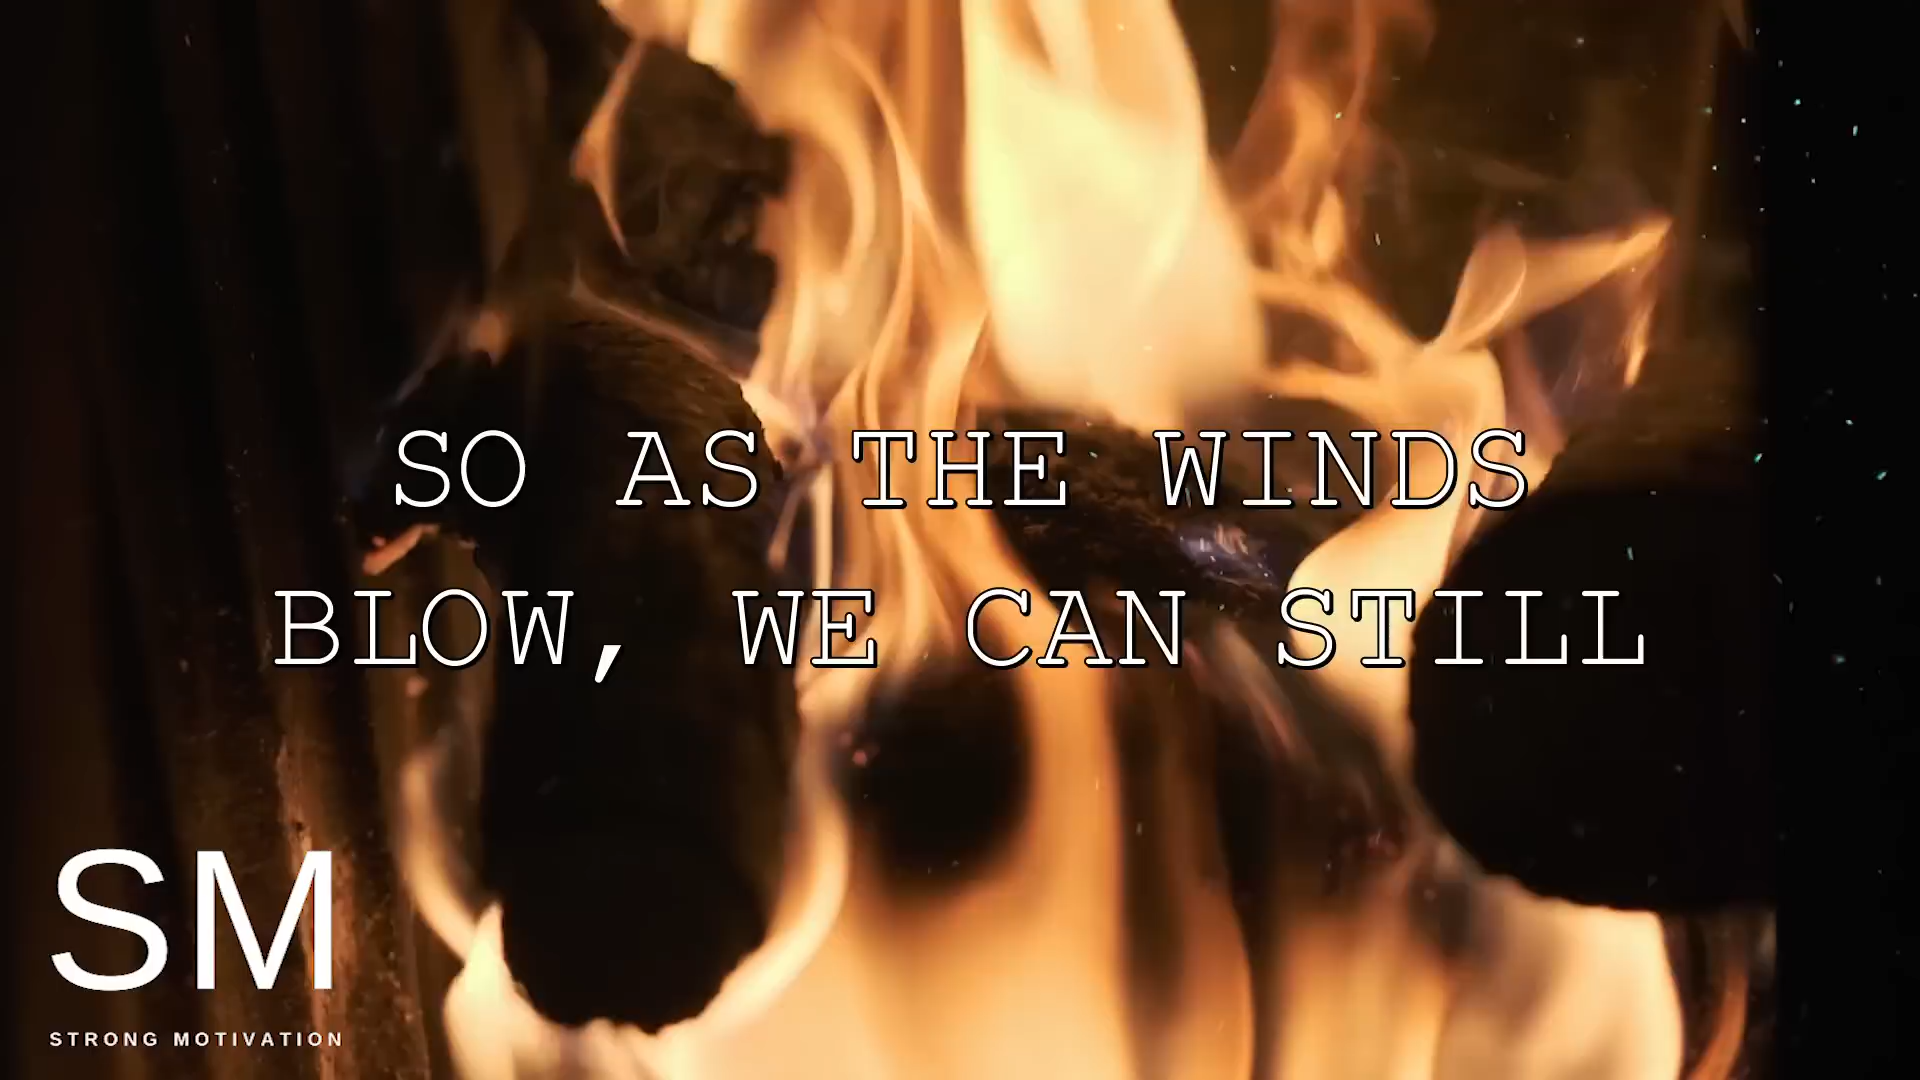 SO AS THE WINDS
BLOW, WE CAN STILL
SM
STRONG MOTIVATION